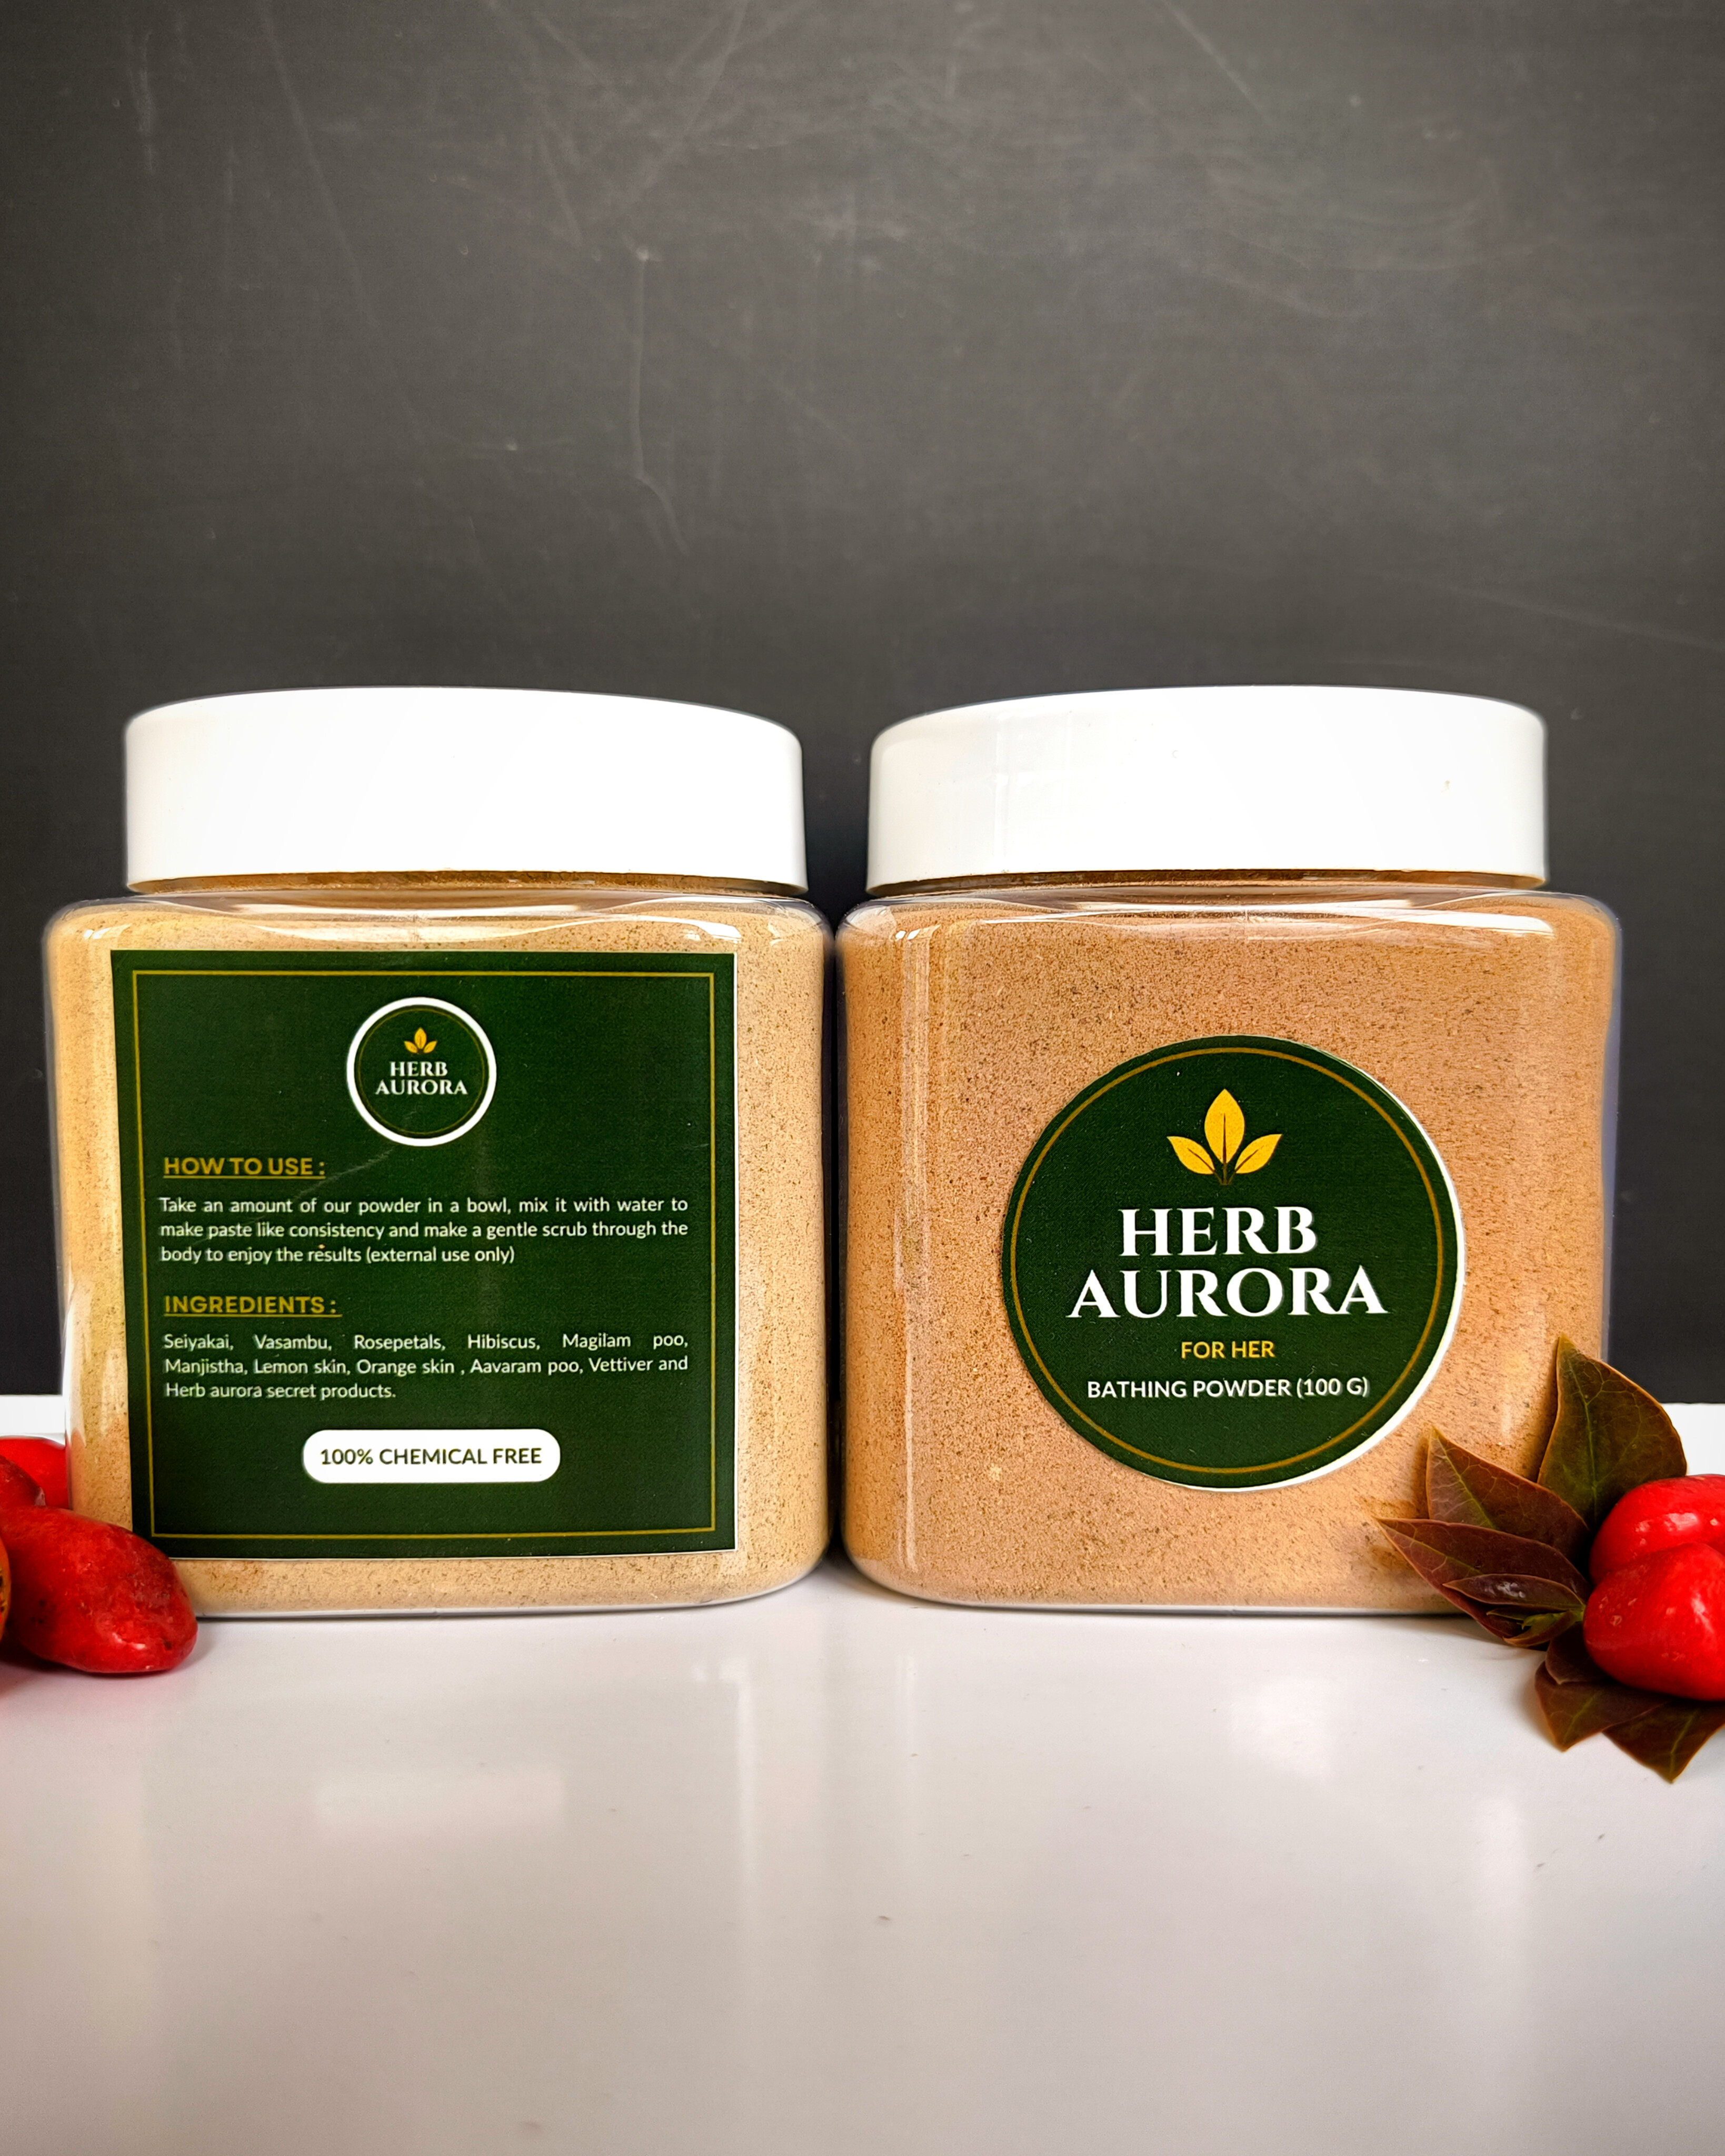 HERB
AURORA
HOW TO USE :
Take an amount of our powder in a bowl, mix it with water to
make paste like consistency and make a gentle scrub through the
body to enjoy the results (external use only)
INGREDIENTS :
Seiyakai, Vasambu, Rosepetals, Hibiscus, Magilam poo,
Manjistha, Lemon skin, Orange skin , Aavaram poo, Vettiver and
Herb aurora secret products.
100% CHEMICAL FREE
HERB
AURORA
FOR HER
BATHING POWDER (100 G)